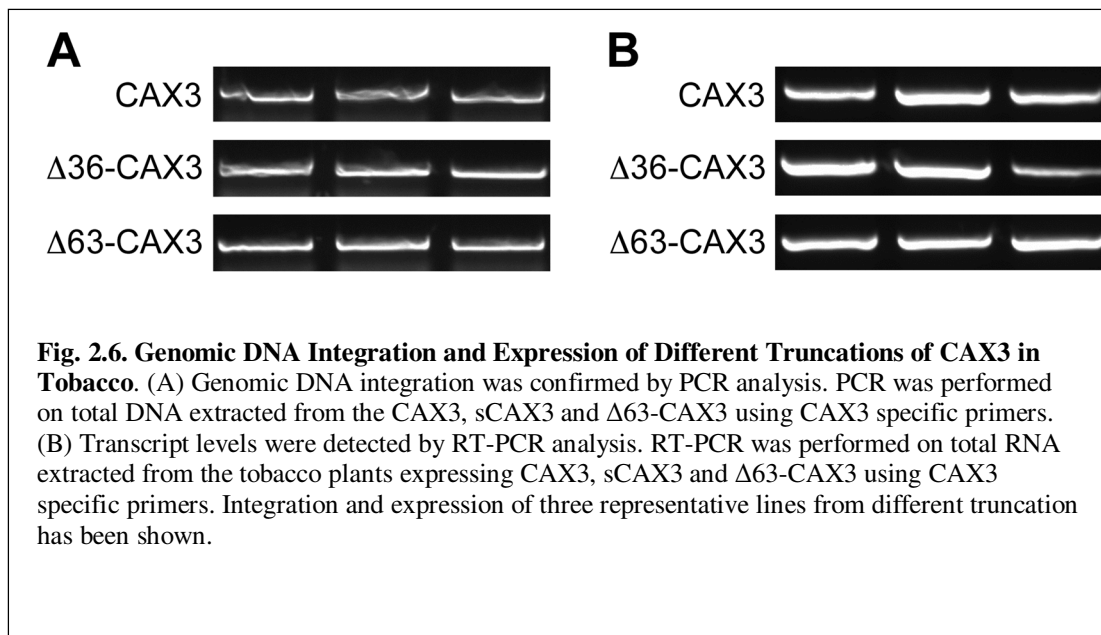 A
B
CAX3
CAX3
Δ36-CAX3
Δ36-CAX3
Δ63-CAX3
Δ63-CAX3
Fig. 2.6. Genomic DNA Integration and Expression of Different Truncations of CAX3 in
Tobacco. (A) Genomic DNA integration was confirmed by PCR analysis. PCR was performed
on total DNA extracted from the CAX3, sCAX3 and Δ63-CAX3 using CAX3 specific primers.
(B) Transcript levels were detected by RT-PCR analysis. RT-PCR was performed on total RNA
extracted from the tobacco plants expressing CAX3, sCAX3 and Δ63-CAX3 using CAX3
specific primers. Integration and expression of three representative lines from different truncation
has been shown.